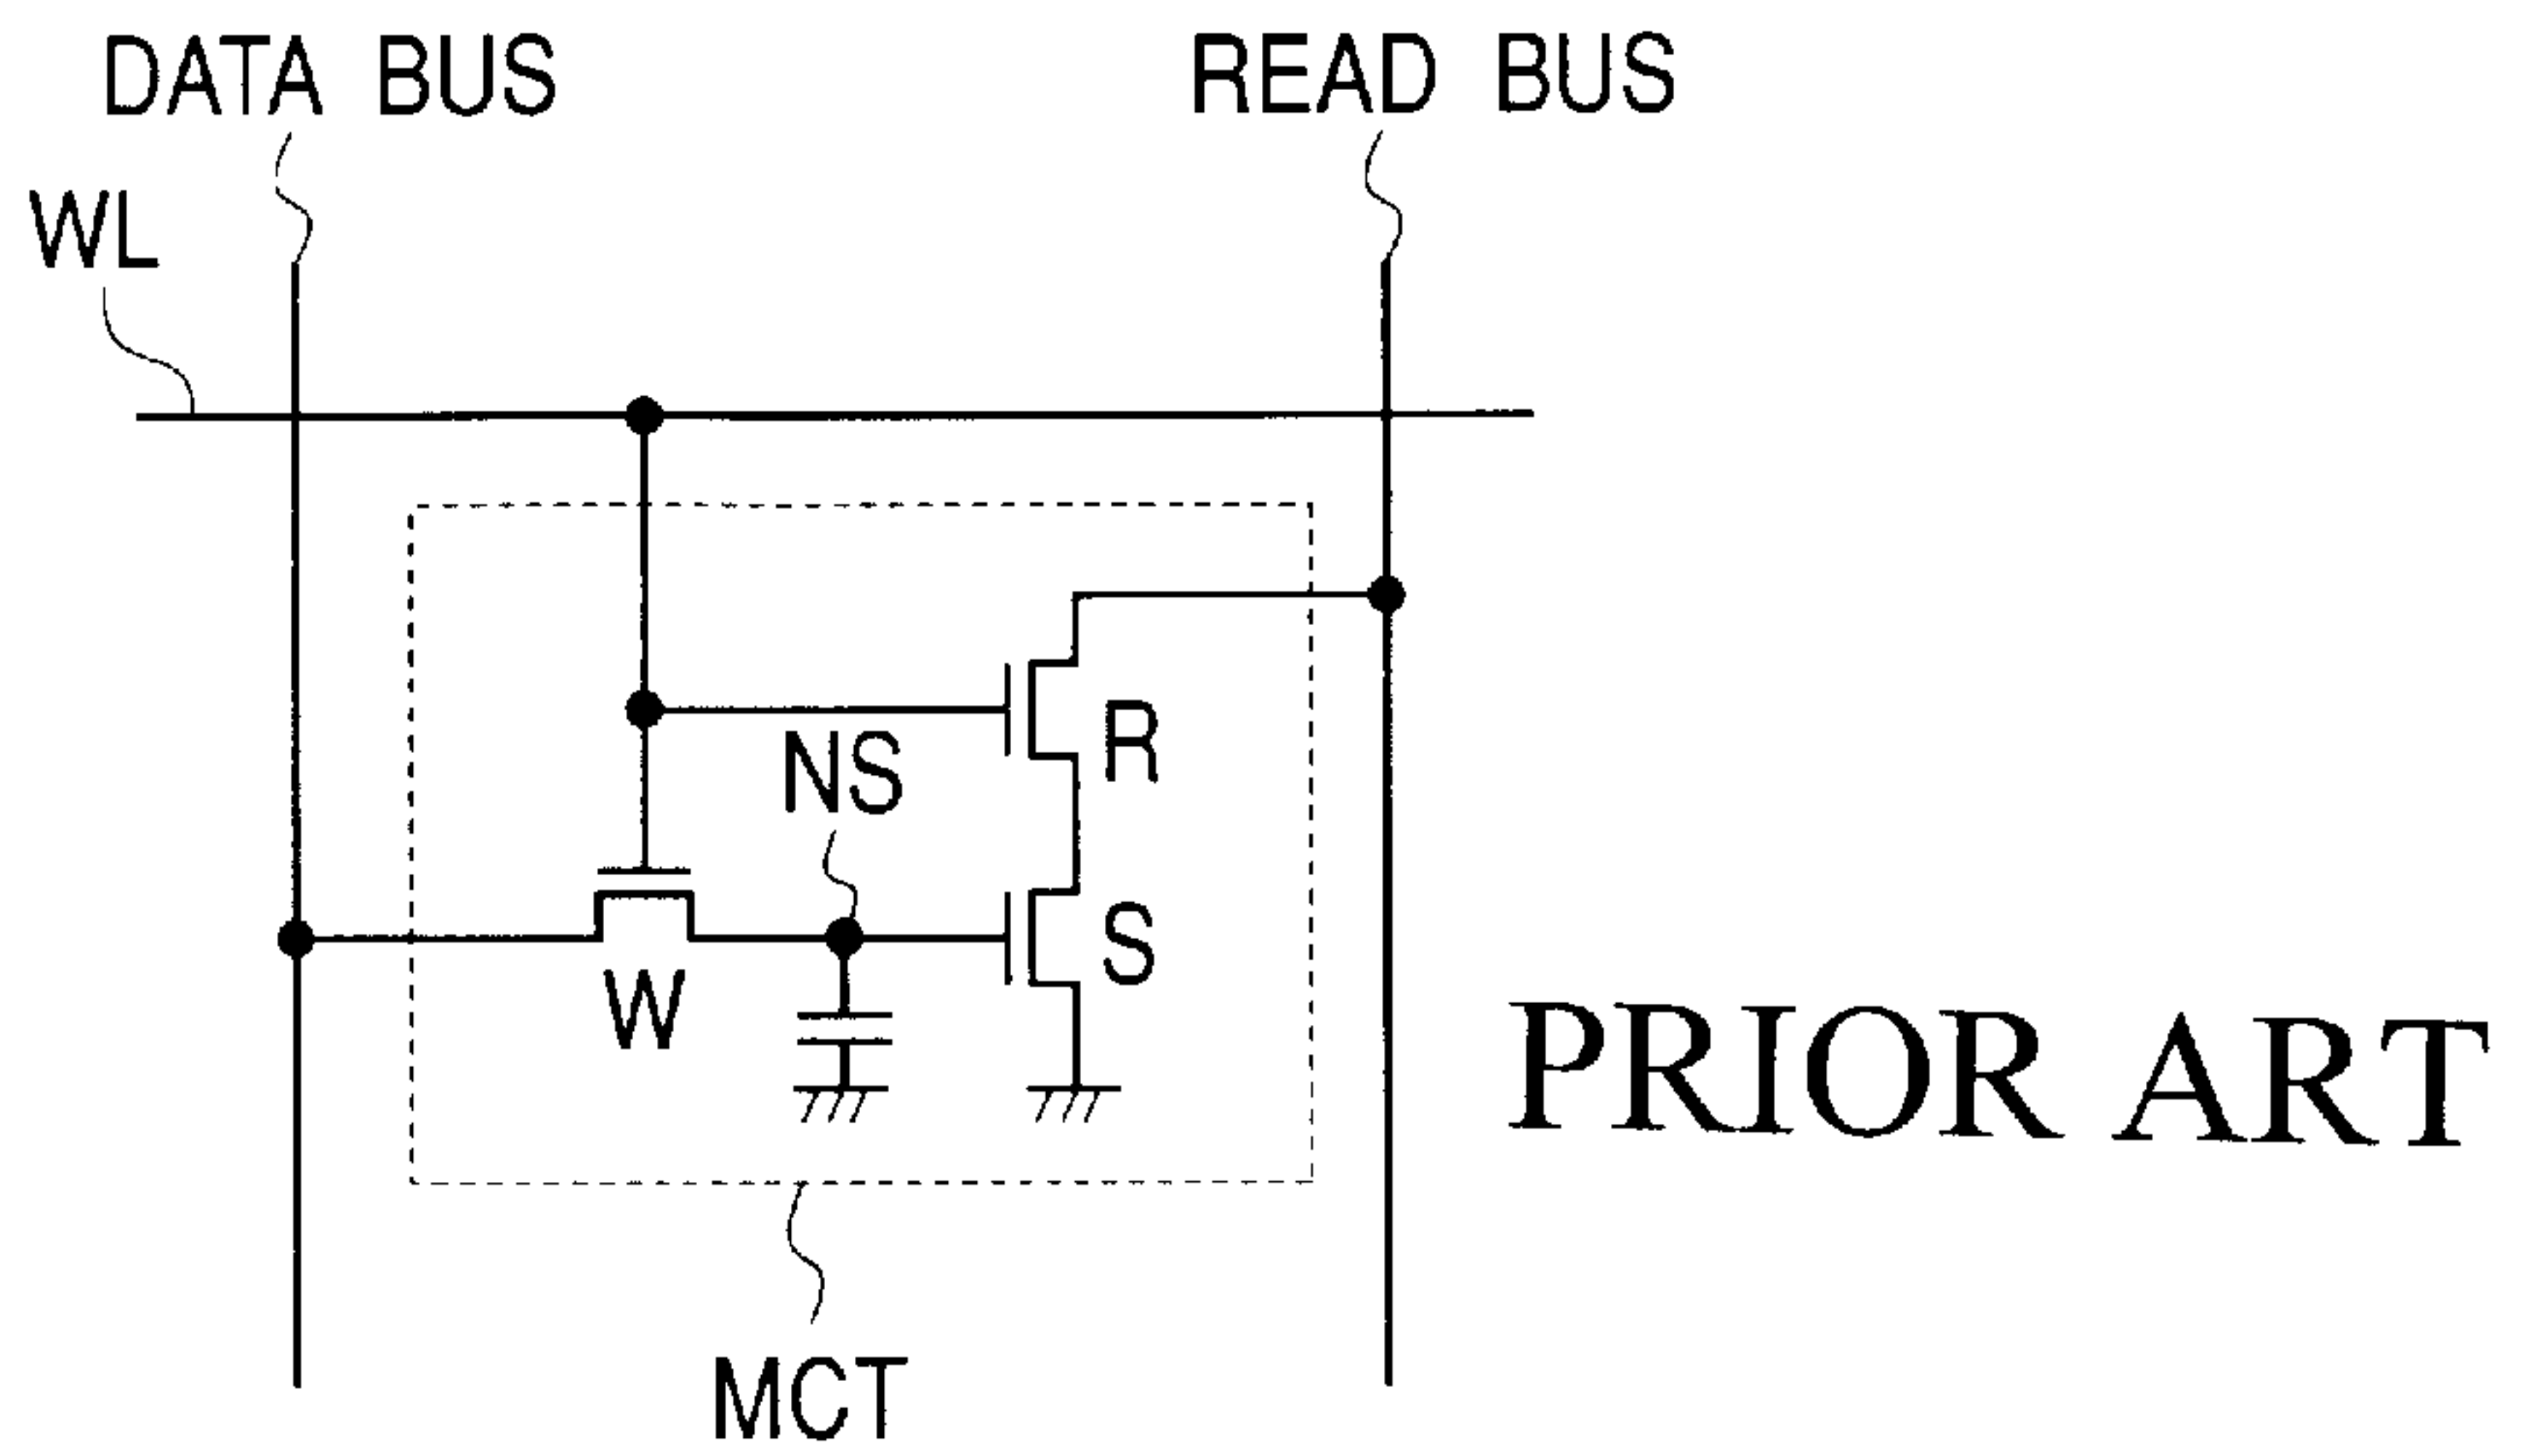 DATA BUS
READ BUS
WL
R
NS
S
W
PRIOR ART
MCT